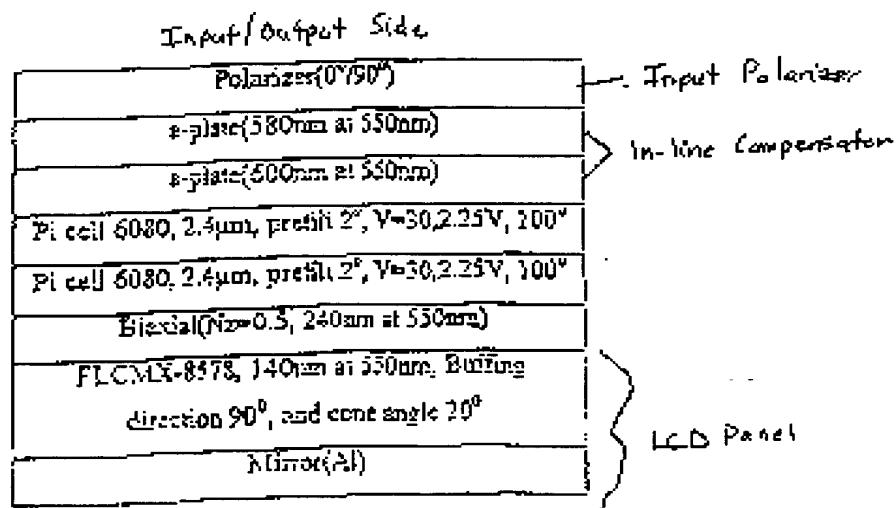 Input/Output Side
Polarizer(0°/90°)
Input Polarizer
a-plate(580nm at 550nm)
In-line Compensator
a-plate(600nm at 550nm)
Pi cell 6080, 2.4μm, pretilt 2°, V=30,2.25V, 100°
Pi cell 6080, 2.4μm, pretilt 2°, V=30,2.25V, 100°
Biaxial(Nz=0.5, 240nm at 550nm)
FLCMX-8578, 140nm at 550nm, Buffing
direction 90°, and cone angle 20°
LCD Panel
Mirror(Al)